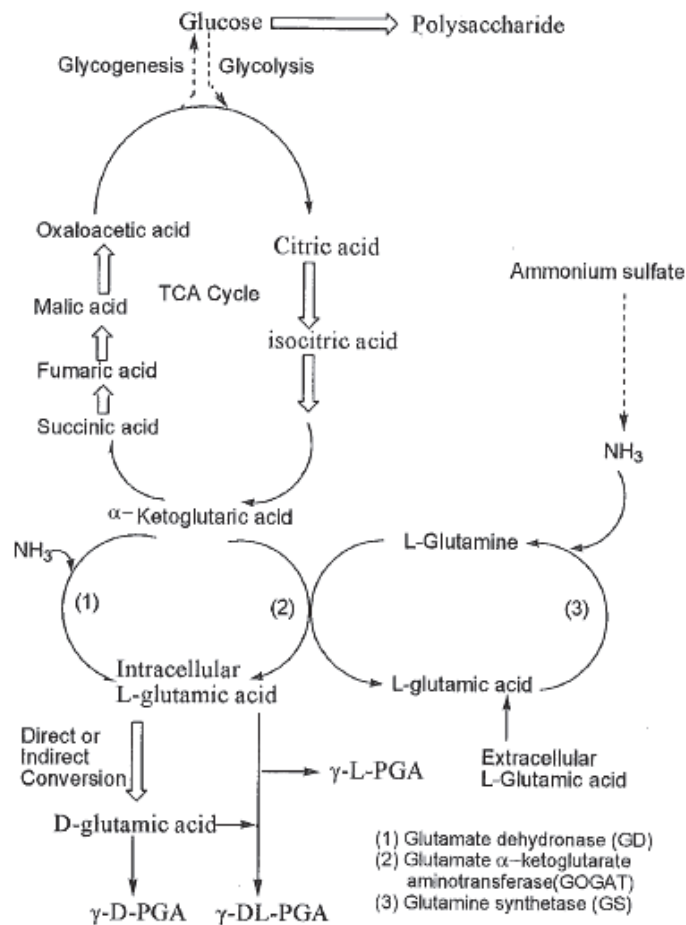 Glucose
Polysaccharide
Glycogenesis
Glycolysis
Oxaloacetic acid
Citric acid
Ammonium sulfate
Malic acid
TCA Cycle
isocitric acid
Fumaric acid
Succinic acid
NH3
α-Ketoglutaric acid
NH3
L-Glutamine
(1)
(2)
(3)
Intracellular
L-glutamic acid
L-glutamic acid
Direct or
Indirect
Conversion
γ-L-PGA
Extracellular
L-Glutamic acid
D-glutamic acid
(1) Glutamate dehydronase (GD)
(2) Glutamate α-ketoglutarate
aminotransferase(GOGAT)
(3) Glutamine synthetase (GS)
γ-D-PGA
γ-DL-PGA